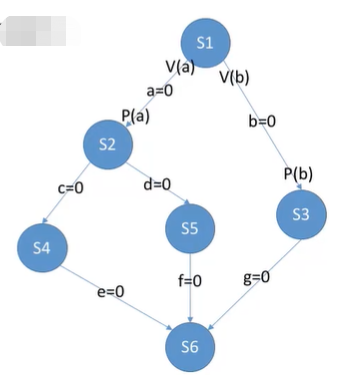 S1
V(a)
V(b)
a=0
P(a)
b=0
S2
P(b)
c=0
d=0
S3
S5
S4
f=0
g=0
e=0
S6